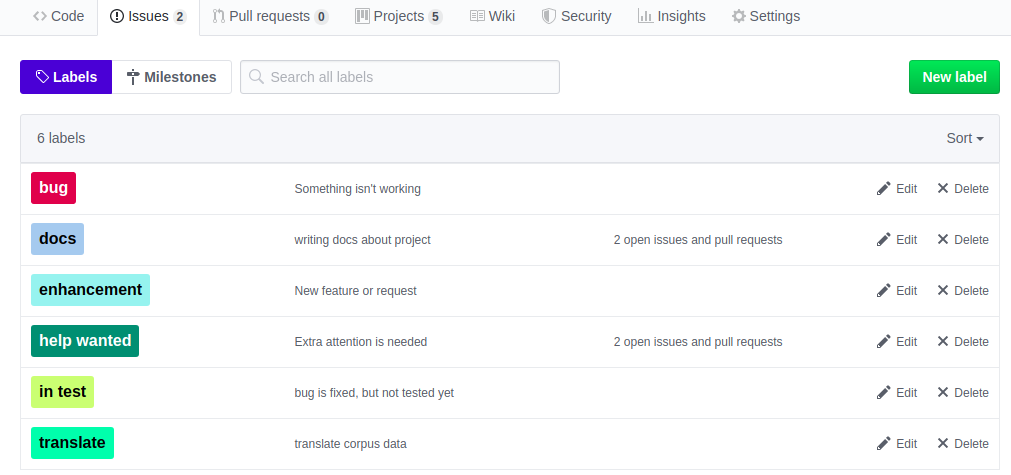 Code Issues 2 Pull requests 0 Projects 5 Wiki Security Insights Settings
Labels Milestones Search all labels New label
6 labels Sort
bug Something isn't working Edit Delete
docs writing docs about project 2 open issues and pull requests Edit Delete
enhancement New feature or request Edit Delete
help wanted Extra attention is needed 2 open issues and pull requests Edit Delete
in test bug is fixed, but not tested yet Edit Delete
translate translate corpus data Edit Delete